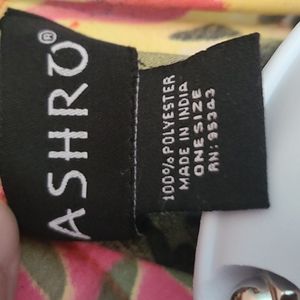 ASHRO®
100% POLYESTER
MADE IN INDIA
ONE SIZE
RN: 95343